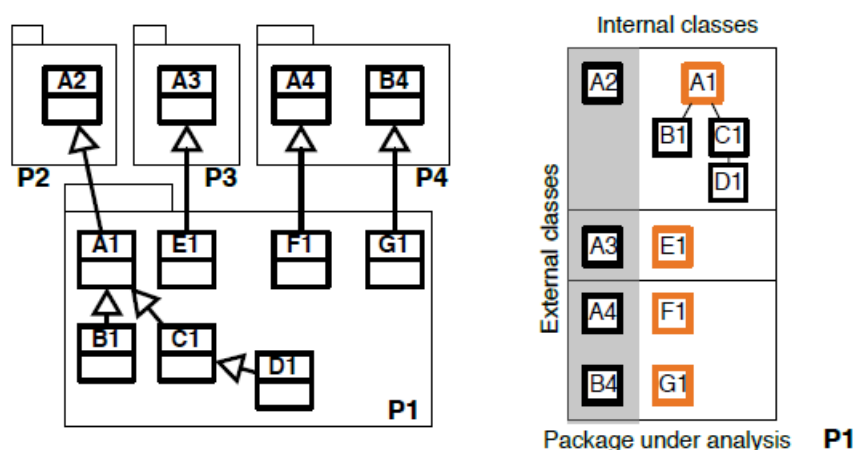 A2
A3
A4
B4
P2
P3
P4
A1
E1
F1
G1
B1
C1
D1
P1
Internal classes
External classes
A2
A1
B1
C1
D1
A3
E1
A4
F1
B4
G1
Package under analysis P1